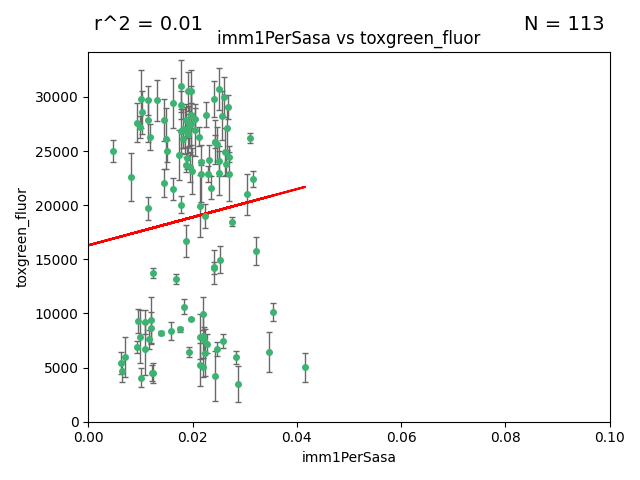 r^2 = 0.01
N = 113
imm1PerSasa vs toxgreen_fluor
30000
25000
20000
15000
10000
5000
0
toxgreen_fluor
0.00
0.02
0.04
0.06
0.08
0.10
imm1PerSasa